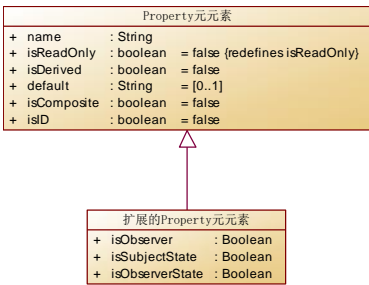 Property元元素
+ name : String
+ isReadOnly : boolean = false {redefines isReadOnly}
+ isDerived : boolean = false
+ default : String = [0..1]
+ isComposite : boolean = false
+ isID : boolean = false
扩展的Property元元素
+ isObserver : Boolean
+ isSubjectState : Boolean
+ isObserverState : Boolean